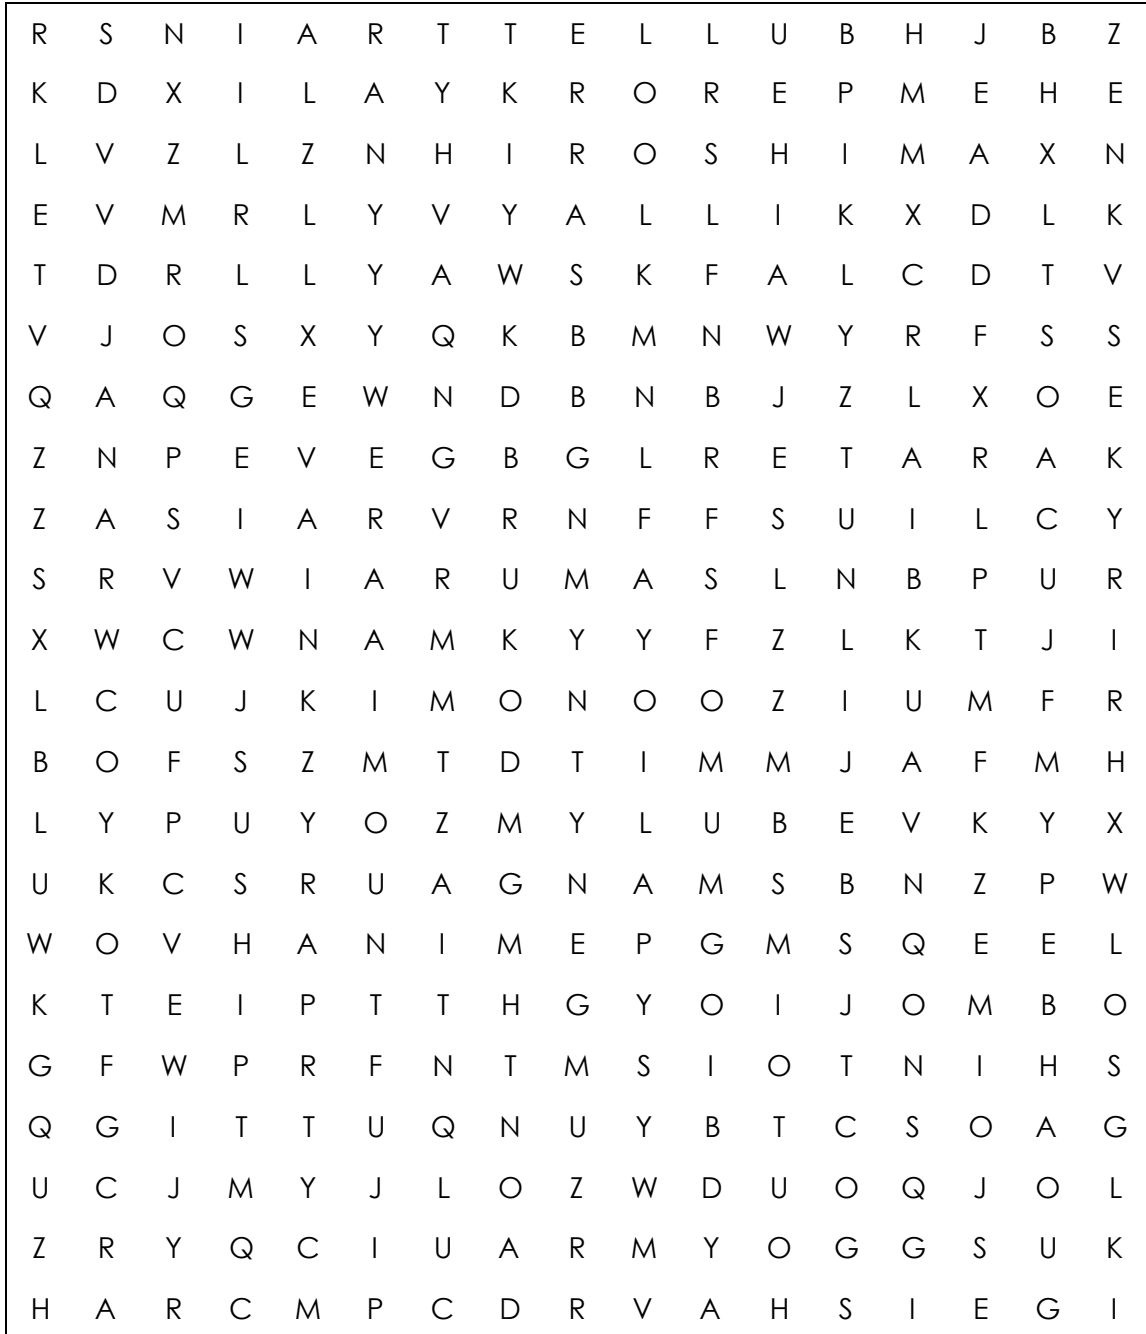 R S N I A R T T E L L U B H J B Z
K D X I L A Y K R O R E P M E H E
L V Z L Z N H I R O S H I M A X N
E V M R L Y V Y A L L I K X D L K
T D R L L Y A W S K F A L C D T V
V J O S X Y Q K B M N W Y R F S S
Q A Q G E W N D B N B J Z L X O E
Z N P E V E G B G L R E T A R A K
Z A S I A R V R N F F S U I L C Y
S R V W I A R U M A S L N B P U R
X W C W N A M K Y Y F Z L K T J I
L C U J K I M O N O O Z I U M F R
B O F S Z M T D T I M M J A F M H
L Y P U Y O Z M Y L U B E V K Y X
U K C S R U A G N A M S B N Z P W
W O V H A N I M E P G M S Q E E L
K T E I P T T H G Y O I J O M B O
G F W P R F N T M S I O T N I H S
Q G I T T U Q N U Y B T C S O A G
U C J M Y J L O Z W D U O Q J O L
Z R Y Q C I U A R M Y O G G S U K
H A R C M P C D R V A H S I E G I